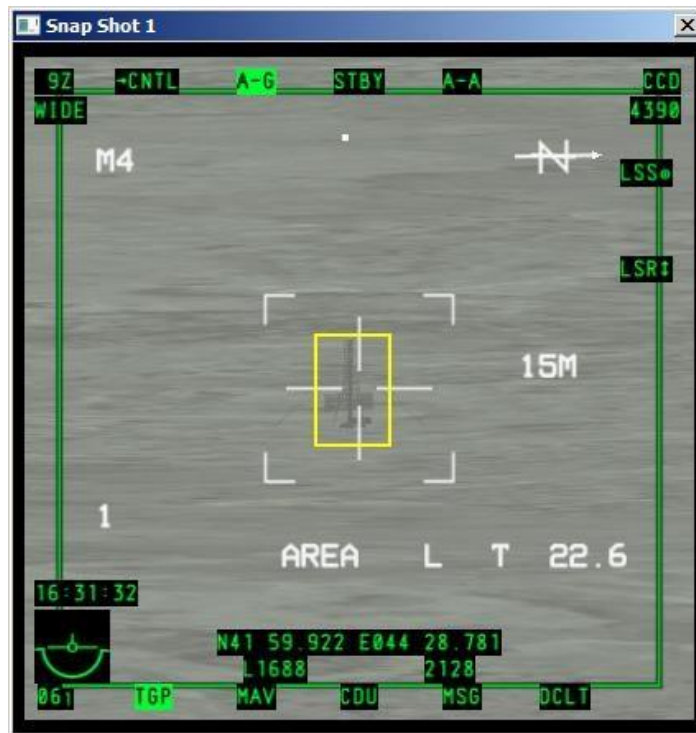 Snap Shot 1
9Z →CNTL A-G STBY A-A CCD
WIDE 4390
M4 N
LSS
LSR↕
15M
1
AREA L T 22.6
16:31:32
N41 59.922 E044 28.781
L1688 2128
TGP MAV CDU MSG DCLT